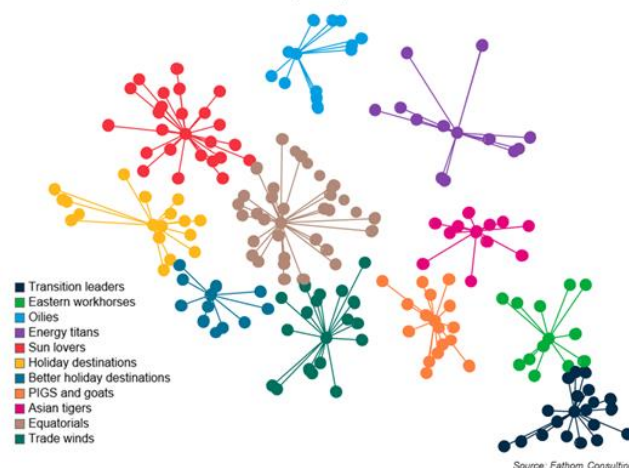 Transition leaders
Eastern workhorses
Oilies
Energy titans
Sun lovers
Holiday destinations
Better holiday destinations
PIGS and goats
Asian tigers
Equatorials
Trade winds
Source: Fathom Consultin